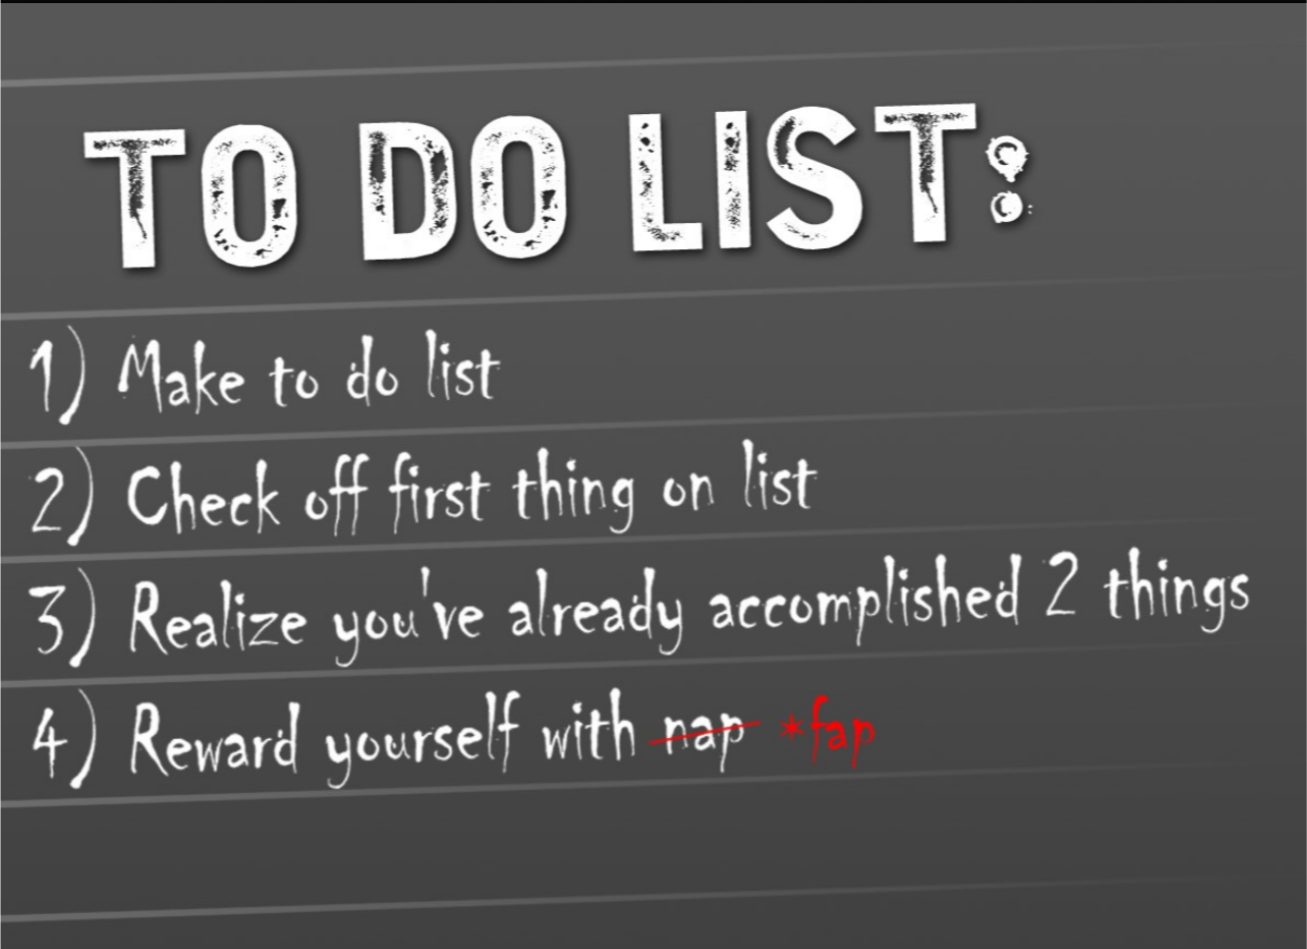 TO DO LIST:
1) Make to do list
2) Check off first thing on list
3) Realize you've already accomplished 2 things
4) Reward yourself with nap *fap